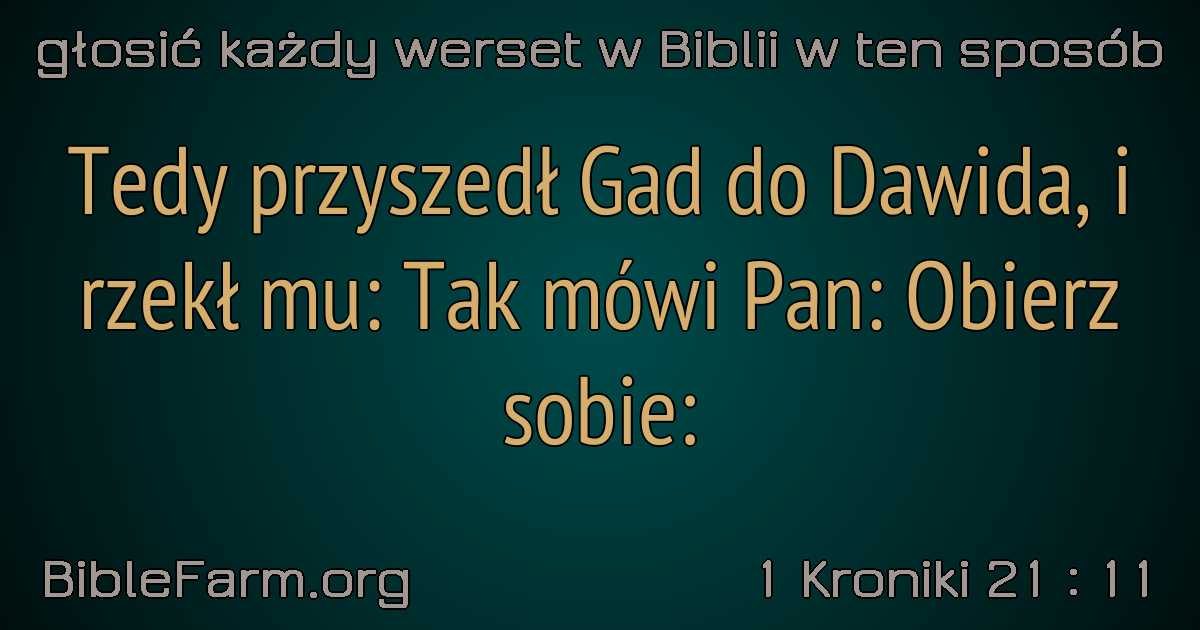 głosić każdy werset w Biblii w ten sposób
Tedy przyszedł Gad do Dawida, i
rzekł mu: Tak mówi Pan: Obierz
sobie:
BibleFarm.org
1 Kroniki 21 : 11